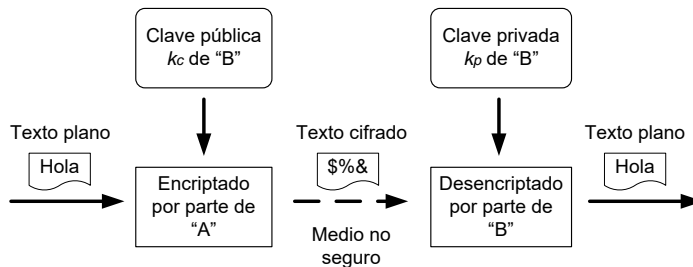 Clave pública
kc de “B”
Clave privada
kp de “B”
Texto plano
Hola
Encriptado
por parte de
“A”
Texto cifrado
$%&
Medio no
seguro
Desencriptado
por parte de
“B”
Texto plano
Hola